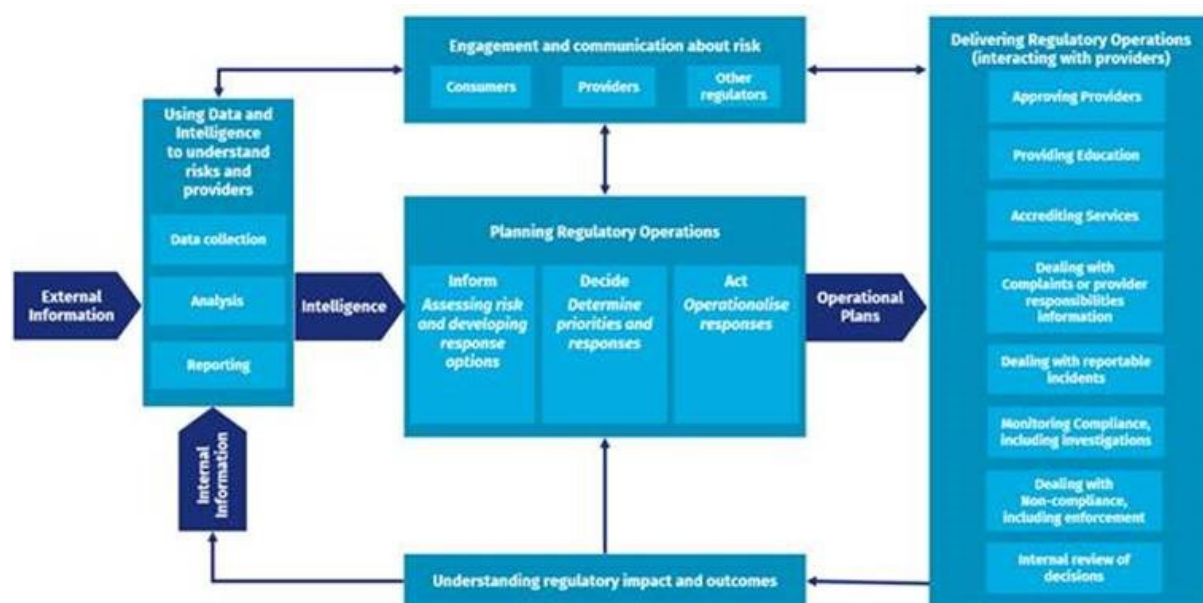 Engagement and communication about risk
Consumers
Providers
Other
regulators
Delivering Regulatory Operations
(interacting with providers)
Approving Providers
Providing Education
Accrediting Services
Dealing with
Complaints or provider
responsibilities
information
Dealing with reportable
incidents
Monitoring Compliance,
including investigations
Dealing with
Non-compliance,
including enforcement
Internal review of
decisions
Using Data and
Intelligence
to understand
risks and
providers
Data collection
Analysis
Reporting
External
Information
Intelligence
Planning Regulatory Operations
Inform
Assessing risk
and developing
response
options
Decide
Determine
priorities and
responses
Act
Operationalise
responses
Operational
Plans
Internal
Information
Understanding regulatory impact and outcomes